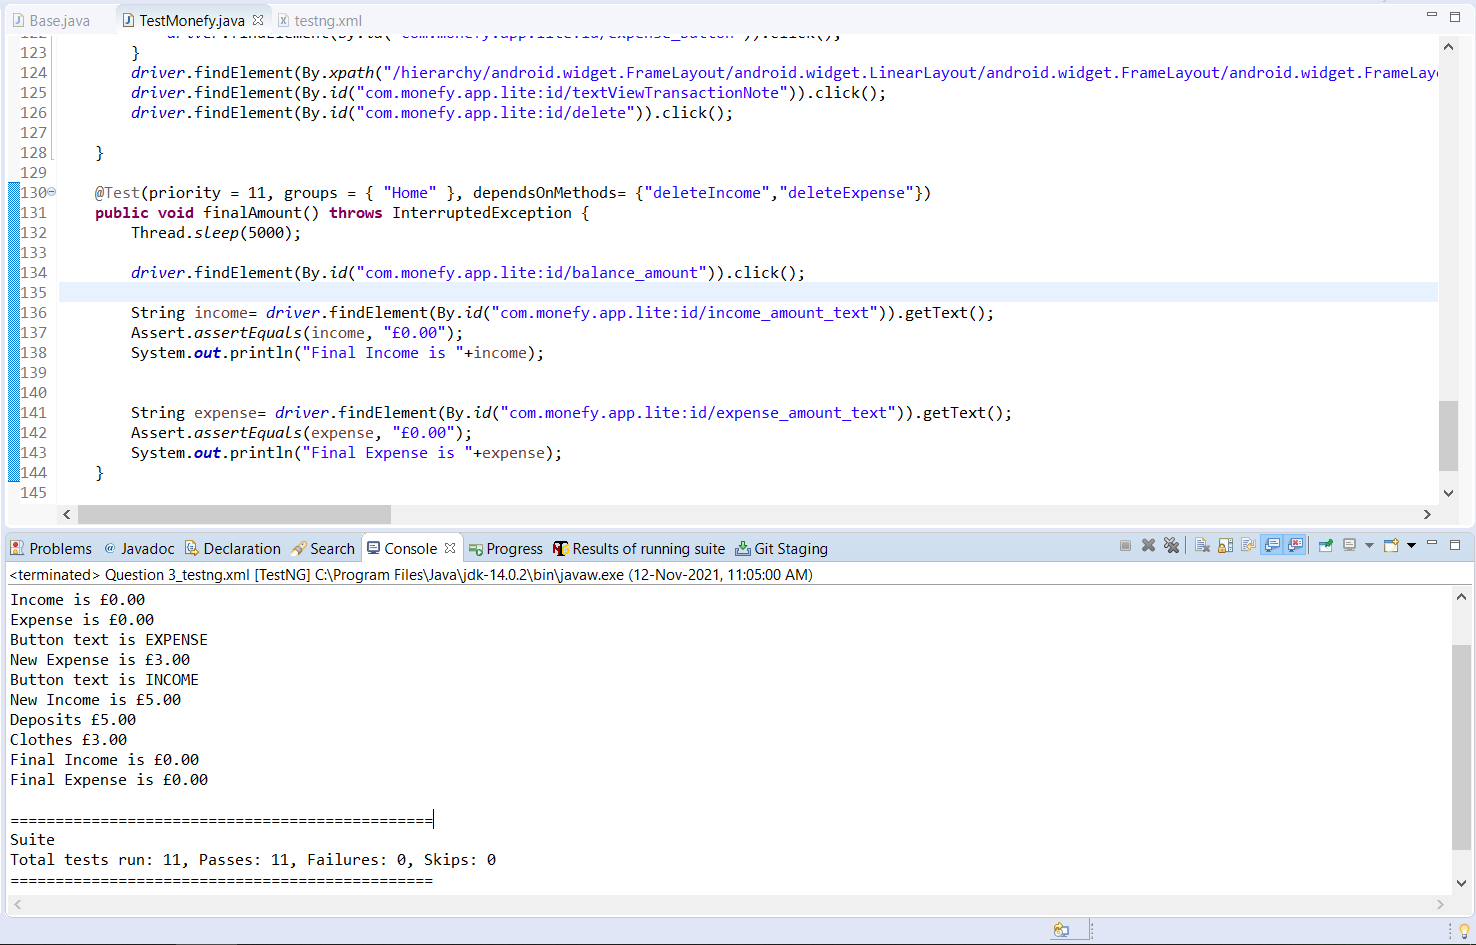 Base.java TestMonefy.java testng.xml
122 driver.findElement(By.id("com.monefy.app.lite:id/expense_button")).click();
123 }
124 driver.findElement(By.xpath("/hierarchy/android.widget.FrameLayout/android.widget.LinearLayout/android.widget.FrameLayout/android.widget.FrameLay
125 driver.findElement(By.id("com.monefy.app.lite:id/textViewTransactionNote")).click();
126 driver.findElement(By.id("com.monefy.app.lite:id/delete")).click();
127
128 }
129
130 @Test(priority = 11, groups = { "Home" }, dependsOnMethods= {"deleteIncome","deleteExpense"})
131 public void finalAmount() throws InterruptedException {
132 Thread.sleep(5000);
133
134 driver.findElement(By.id("com.monefy.app.lite:id/balance_amount")).click();
135
136 String income= driver.findElement(By.id("com.monefy.app.lite:id/income_amount_text")).getText();
137 Assert.assertEquals(income, "£0.00");
138 System.out.println("Final Income is "+income);
139
140
141 String expense= driver.findElement(By.id("com.monefy.app.lite:id/expense_amount_text")).getText();
142 Assert.assertEquals(expense, "£0.00");
143 System.out.println("Final Expense is "+expense);
144 }
145
Problems @ Javadoc Declaration Search Console Progress Results of running suite Git Staging
<terminated> Question 3_testng.xml [TestNG] C:\Program Files\Java\jdk-14.0.2\bin\javaw.exe (12-Nov-2021, 11:05:00 AM)
Income is £0.00
Expense is £0.00
Button text is EXPENSE
New Expense is £3.00
Button text is INCOME
New Income is £5.00
Deposits £5.00
Clothes £3.00
Final Income is £0.00
Final Expense is £0.00
===============================================
Suite
Total tests run: 11, Passes: 11, Failures: 0, Skips: 0
===============================================